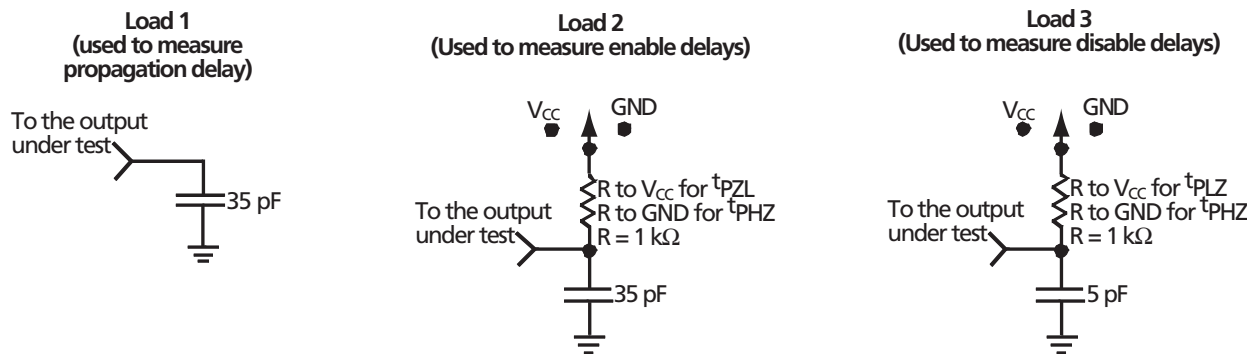 Load 1
(used to measure
propagation delay)
To the output
under test
35 pF
Load 2
(Used to measure enable delays)
VCC
GND
R to VCC for tPZL
R to GND for tPHZ
R = 1 kΩ
To the output
under test
35 pF
Load 3
(Used to measure disable delays)
VCC
GND
R to VCC for tPLZ
R to GND for tPHZ
R = 1 kΩ
To the output
under test
5 pF